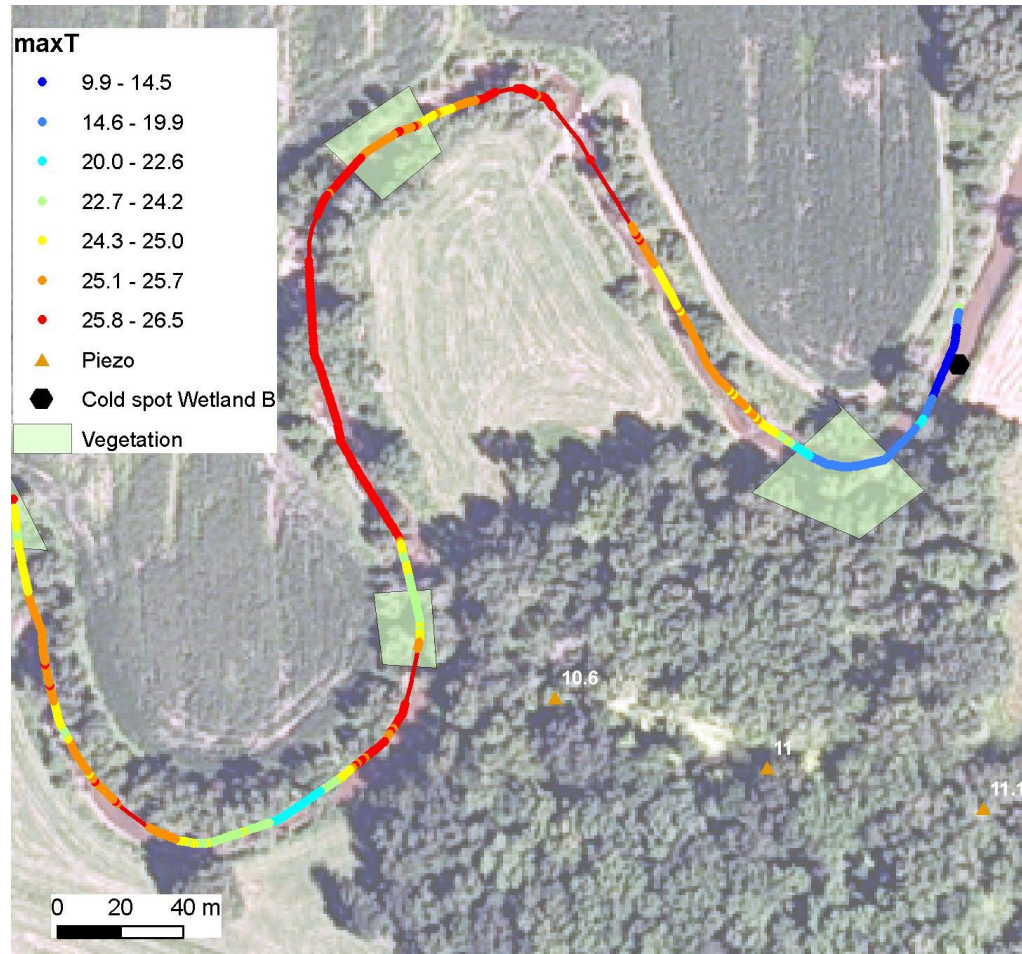 maxT
9.9 - 14.5
14.6 - 19.9
20.0 - 22.6
22.7 - 24.2
24.3 - 25.0
25.1 - 25.7
25.8 - 26.5
Piezo
Cold spot Wetland B
Vegetation
10.6
11
11.1
0 20 40 m